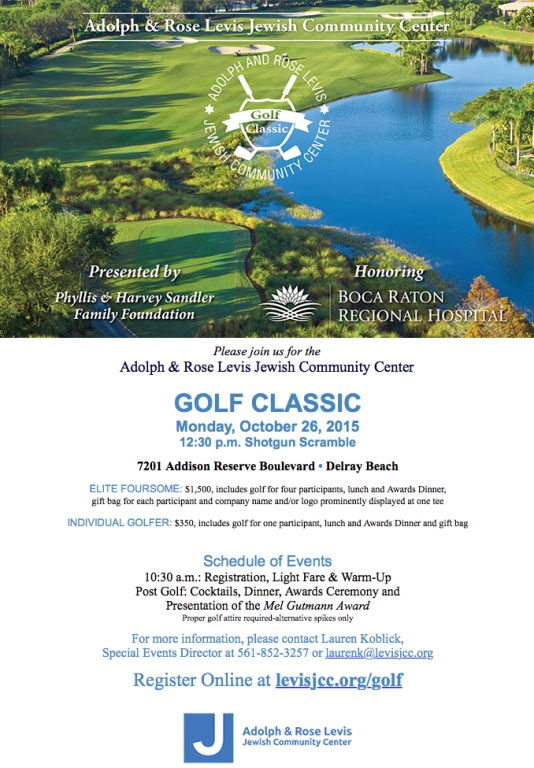 Adolph & Rose Levis Jewish Community Center
ADOLPH AND ROSE LEVIS
Golf
Classic
JEWISH COMMUNITY CENTER
Presented by
Phyllis & Harvey Sandler
Family Foundation
Honoring
BOCA RATON
REGIONAL HOSPITAL
Please join us for the
Adolph & Rose Levis Jewish Community Center
GOLF CLASSIC
Monday, October 26, 2015
12:30 p.m. Shotgun Scramble
7201 Addison Reserve Boulevard • Delray Beach
ELITE FOURSOME: $1,500, includes golf for four participants, lunch and Awards Dinner,
gift bag for each participant and company name and/or logo prominently displayed at one tee
INDIVIDUAL GOLFER: $350, includes golf for one participant, lunch and Awards Dinner and gift bag
Schedule of Events
10:30 a.m.: Registration, Light Fare & Warm-Up
Post Golf: Cocktails, Dinner, Awards Ceremony and
Presentation of the Mel Gutmann Award
Proper golf attire required-alternative spikes only
For more information, please contact Lauren Koblick,
Special Events Director at 561-852-3257 or laurenk@levisjcc.org
Register Online at levisjcc.org/golf
J
Adolph & Rose Levis
Jewish Community Center